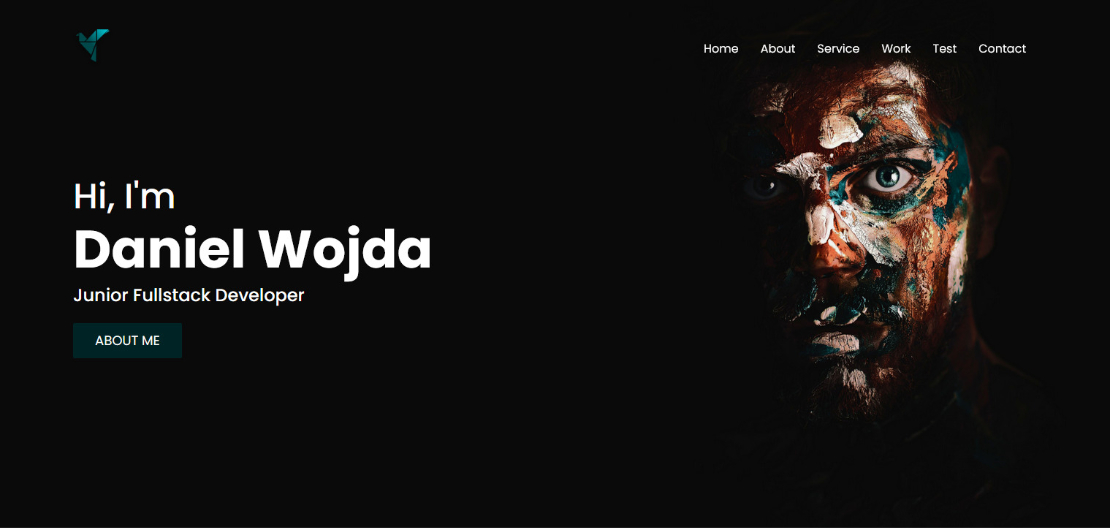 Home About Service Work Test Contact
Hi, I'm
Daniel Wojda
Junior Fullstack Developer
ABOUT ME